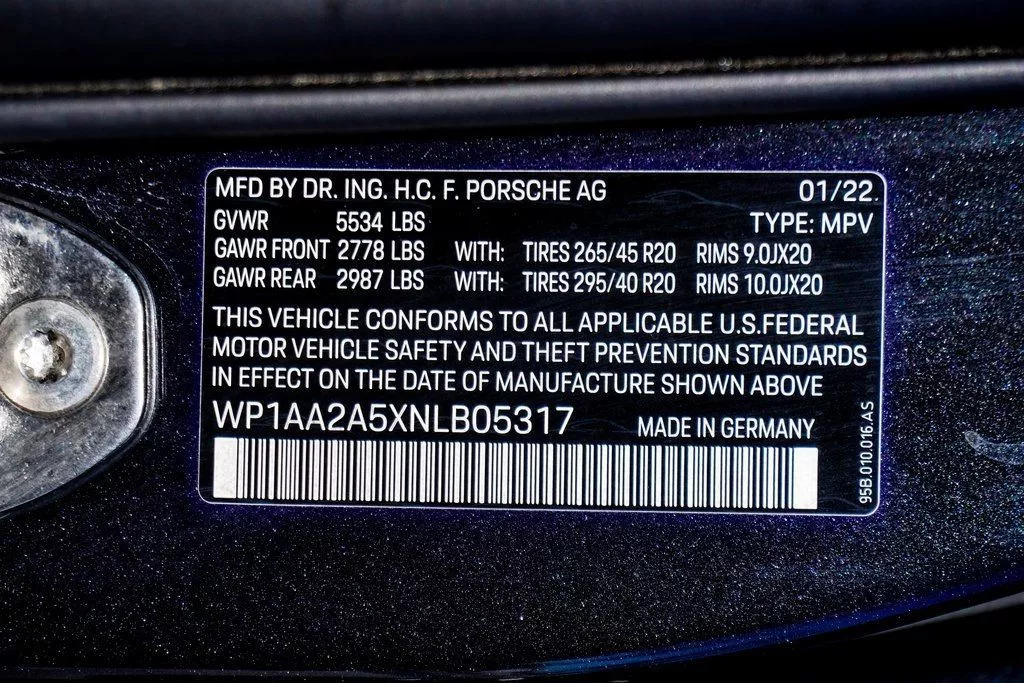 MFD BY DR. ING. H.C. F. PORSCHE AG 01/22
GVWR 5534 LBS TYPE: MPV
GAWR FRONT 2778 LBS WITH: TIRES 265/45 R20 RIMS 9.0JX20
GAWR REAR 2987 LBS WITH: TIRES 295/40 R20 RIMS 10.0JX20
THIS VEHICLE CONFORMS TO ALL APPLICABLE U.S.FEDERAL
MOTOR VEHICLE SAFETY AND THEFT PREVENTION STANDARDS
IN EFFECT ON THE DATE OF MANUFACTURE SHOWN ABOVE
WP1AA2A5XNLB05317 MADE IN GERMANY
95B.010.016.AS